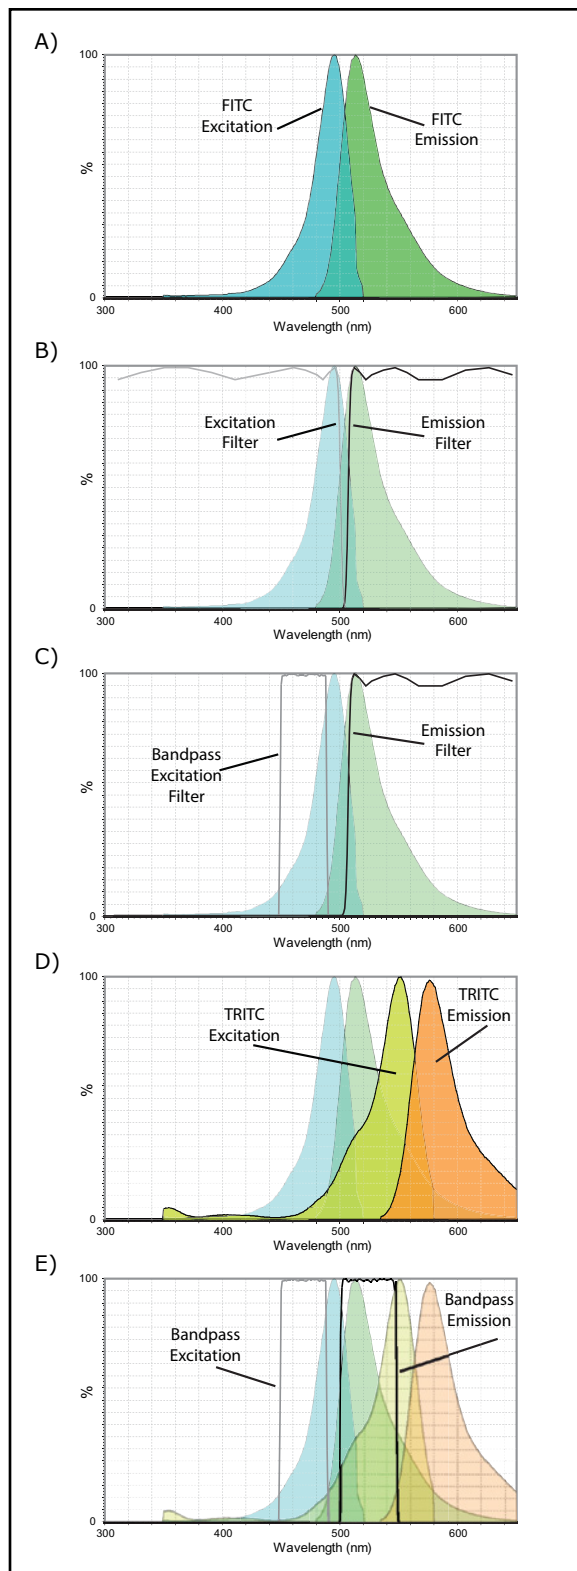 A)
100
FITC
Excitation
FITC
Emission
%
0
300
400
500
600
Wavelength (nm)
B)
100
Excitation
Filter
Emission
Filter
%
0
300
400
500
600
Wavelength (nm)
C)
100
Bandpass
Excitation
Filter
Emission
Filter
%
0
300
400
500
600
Wavelength (nm)
D)
100
TRITC
Excitation
TRITC
Emission
%
0
300
400
500
600
Wavelength (nm)
E)
100
Bandpass
Excitation
Bandpass
Emission
%
0
300
400
500
600
Wavelength (nm)